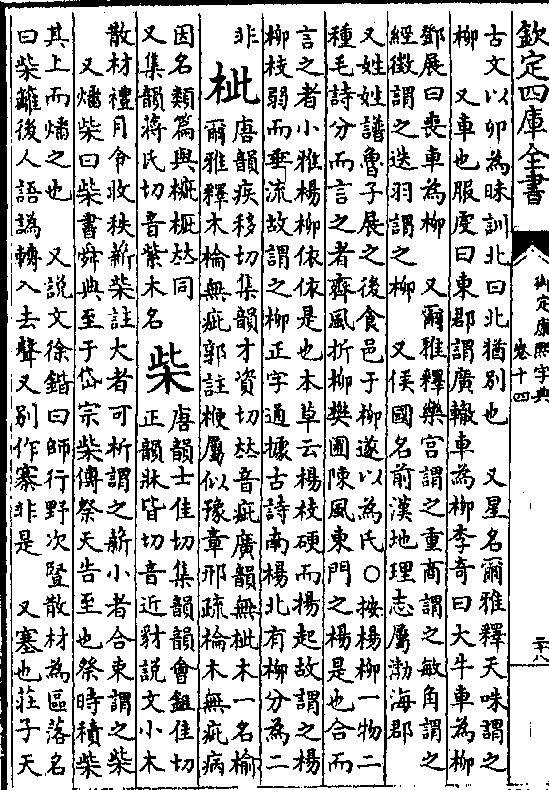 欽定四庫全書
御定康熙字典
卷十四
二十八
古文以卯為昧訓北曰北猶別也　又星名爾雅釋天咮謂之
柳　又車也服虔曰東郡謂廣轍車為柳李奇曰大牛車為柳
鄧展曰喪車為柳　又爾雅釋樂宮謂之重商謂之敏角謂之
經徵謂之迭羽謂之柳　又侯國名前漢地理志屬渤海郡
又姓姓譜魯子展之後食邑于柳遂以為氏○按楊柳一物二
種毛詩分而言之者齊風折柳樊圃陳風東門之楊是也合而
言之者小雅楊柳依依是也本草云楊枝硬而楊起故謂之楊
柳枝弱而垂流故謂之柳正字通據古詩南楊北有柳分為二
非
枇
唐韻疾移切集韻才資切𠀤音疵廣韻無枇木一名榆
爾雅釋木棆無疵郭註楩屬似豫章邢疏棆木無疵病
因名類篇與榹柂𠀤同
又集韻蔣氏切音紫木名
柴
唐韻士佳切集韻韻會鉏佳切
正韻牀皆切音近豺說文小木
散材禮月令收秩薪柴註大者可析謂之薪小者合束謂之柴
又燔柴曰柴書舜典至于岱宗柴傳祭天告至也祭時積柴
其上而燔之也　又說文徐鍇曰師行野次豎散材為區落名
曰柴籬後人語譌轉入去聲又別作寨非是　又塞也莊子天